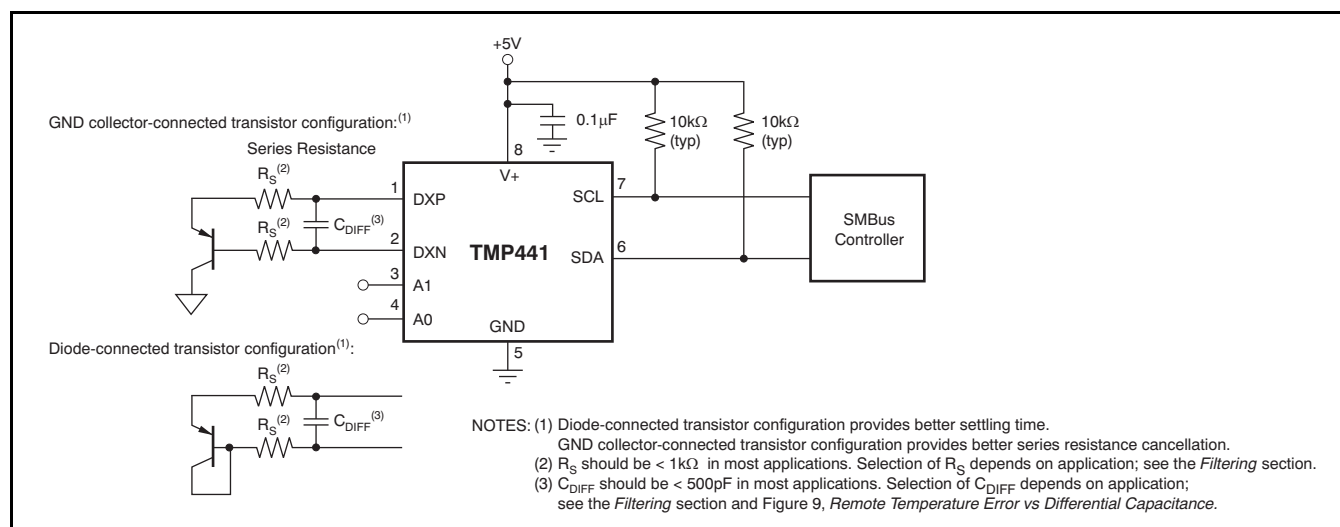 +5V
GND collector-connected transistor configuration:(1)
0.1μF
10kΩ
(typ)
10kΩ
(typ)
Series Resistance
RS(2)
8
V+
1
DXP
SCL
7
CDIFF(3)
RS(2)
2
DXN
TMP441
SDA
6
SMBus
Controller
3
A1
4
A0
GND
5
Diode-connected transistor configuration(1):
RS(2)
CDIFF(3)
RS(2)
NOTES: (1) Diode-connected transistor configuration provides better settling time.
GND collector-connected transistor configuration provides better series resistance cancellation.
(2) RS should be < 1kΩ in most applications. Selection of RS depends on application; see the Filtering section.
(3) CDIFF should be < 500pF in most applications. Selection of CDIFF depends on application;
see the Filtering section and Figure 9, Remote Temperature Error vs Differential Capacitance.